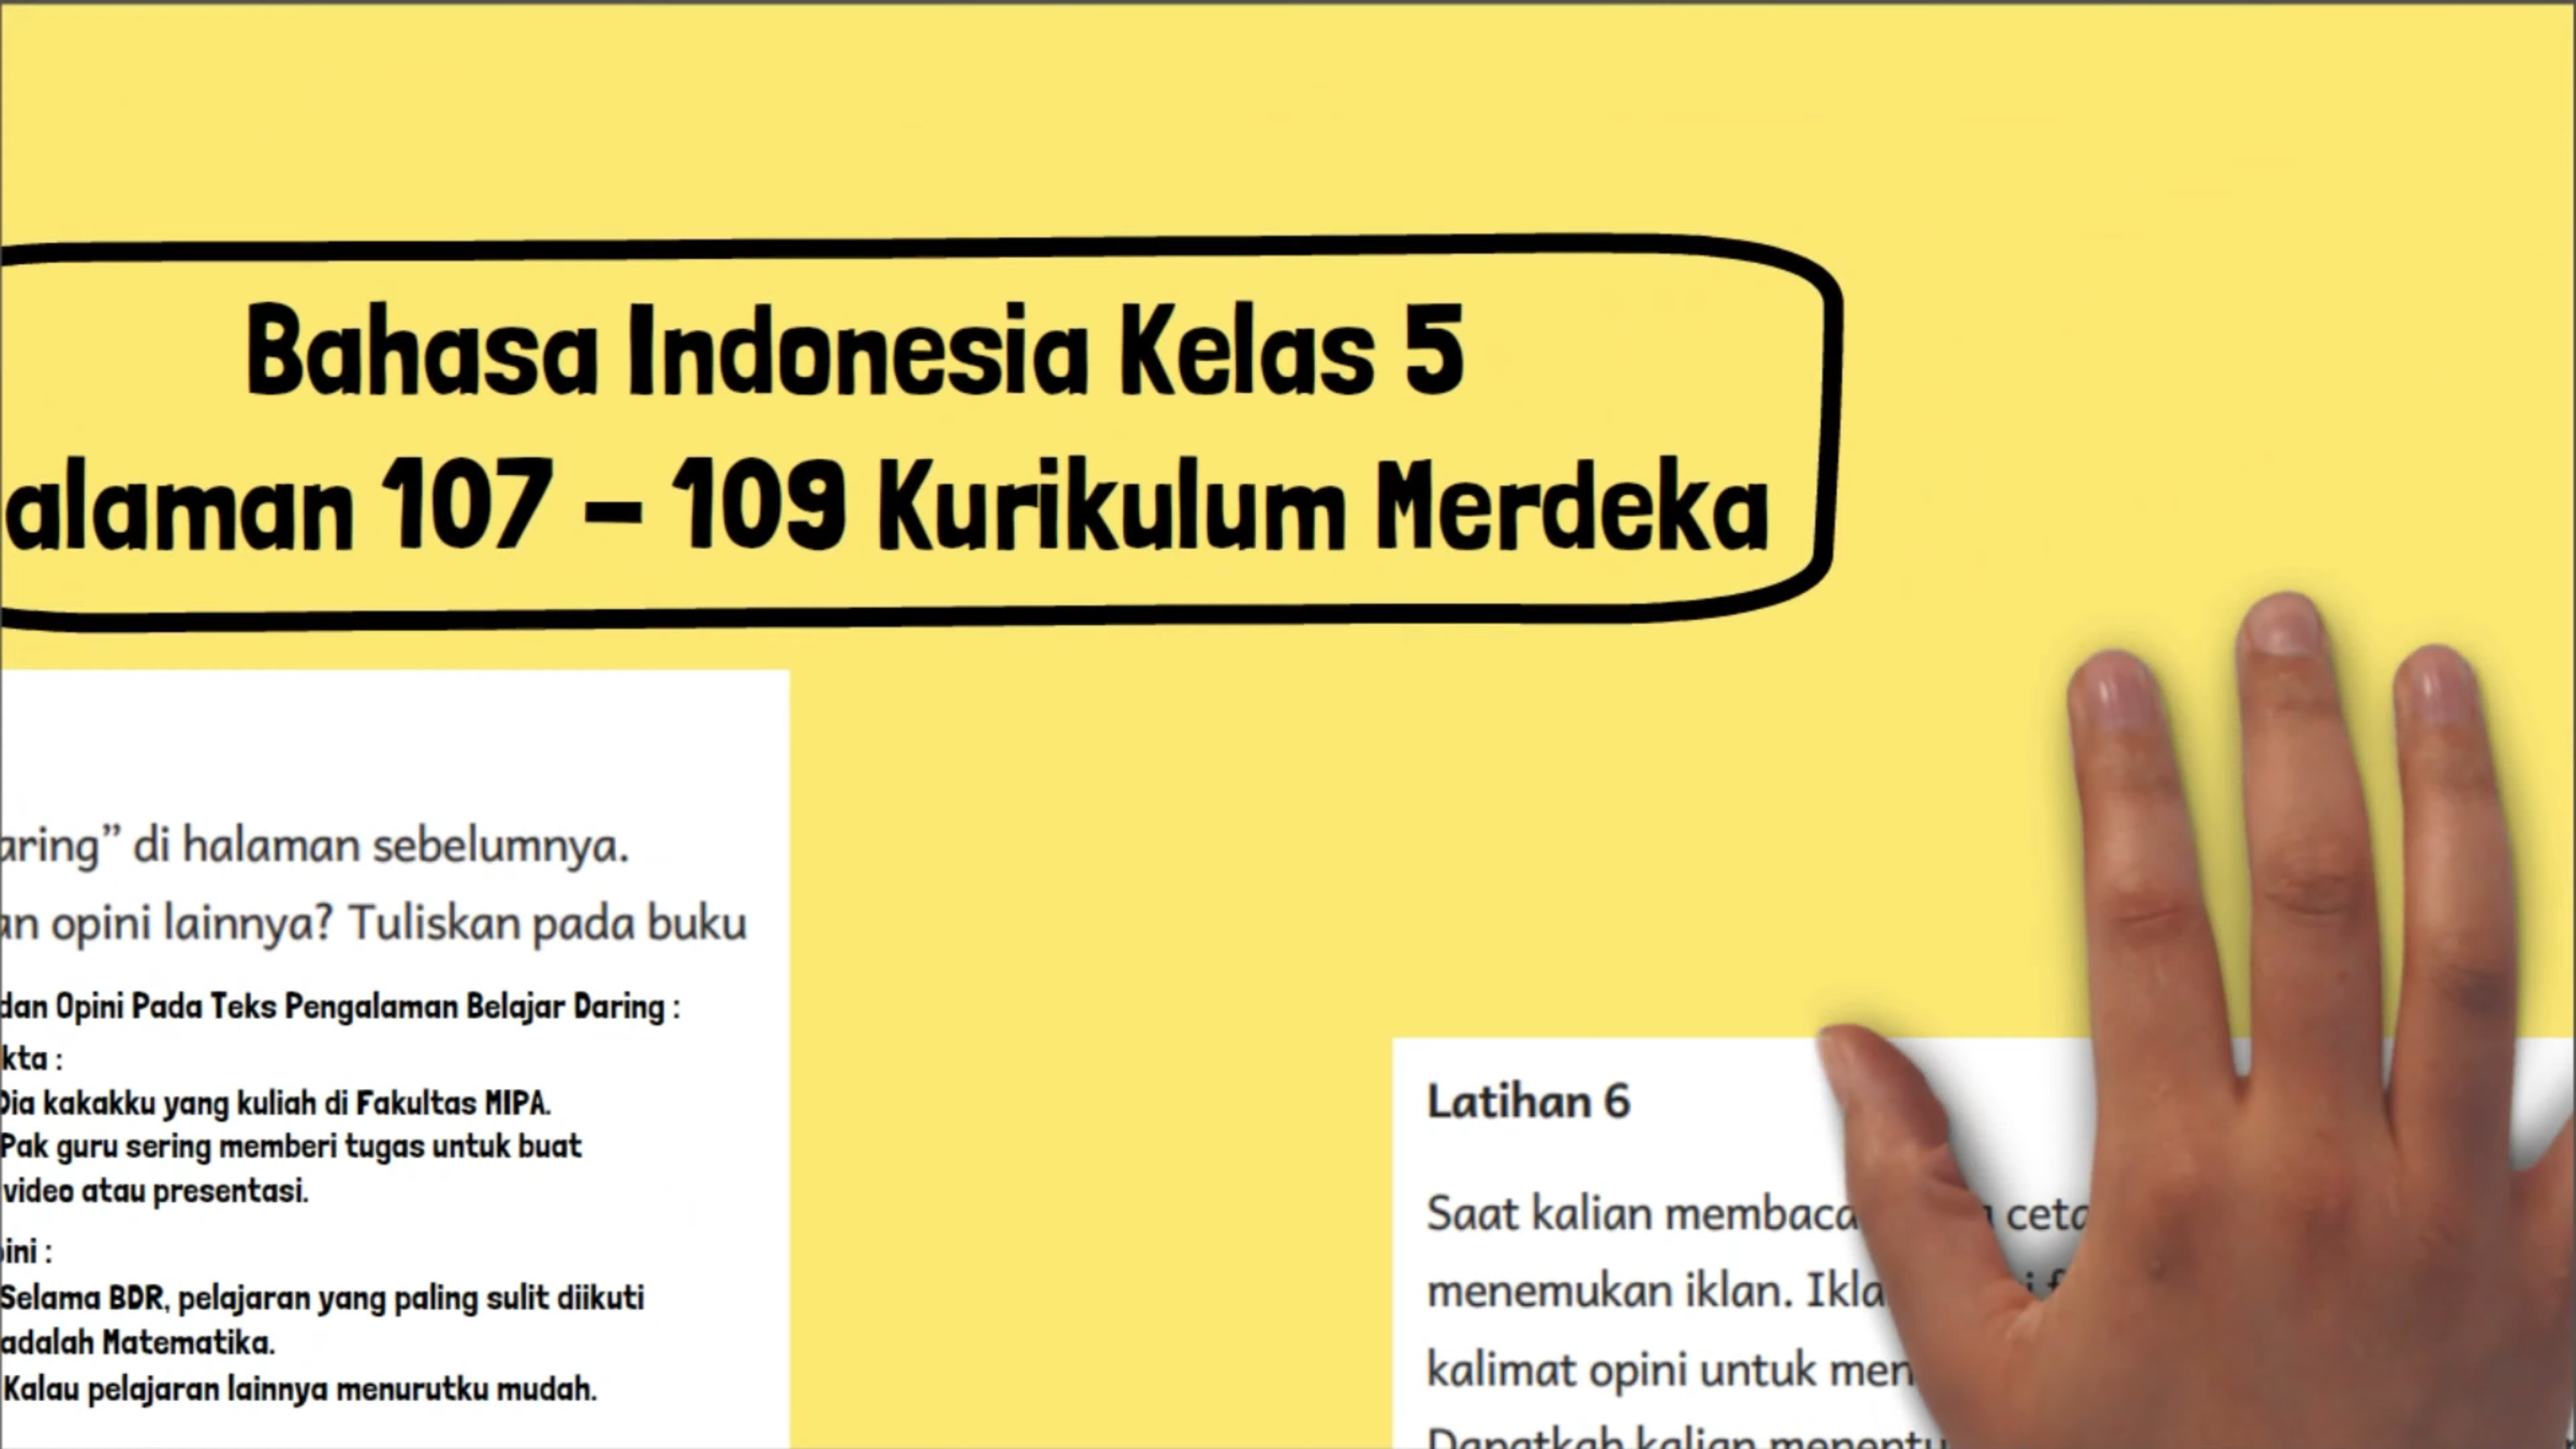 Bahasa Indonesia Kelas 5
alaman 107 – 109 Kurikulum Merdeka
aring” di halaman sebelumnya.
an opini lainnya? Tuliskan pada buku
dan Opini Pada Teks Pengalaman Belajar Daring :
kta :
Dia kakakku yang kuliah di Fakultas MIPA.
Pak guru sering memberi tugas untuk buat
video atau presentasi.
ini :
Selama BDR, pelajaran yang paling sulit diikuti
adalah Matematika.
Kalau pelajaran lainnya menurutku mudah.
Latihan 6
Saat kalian membaca
menemukan iklan.
kalimat opini untuk
Dapatkah kalian